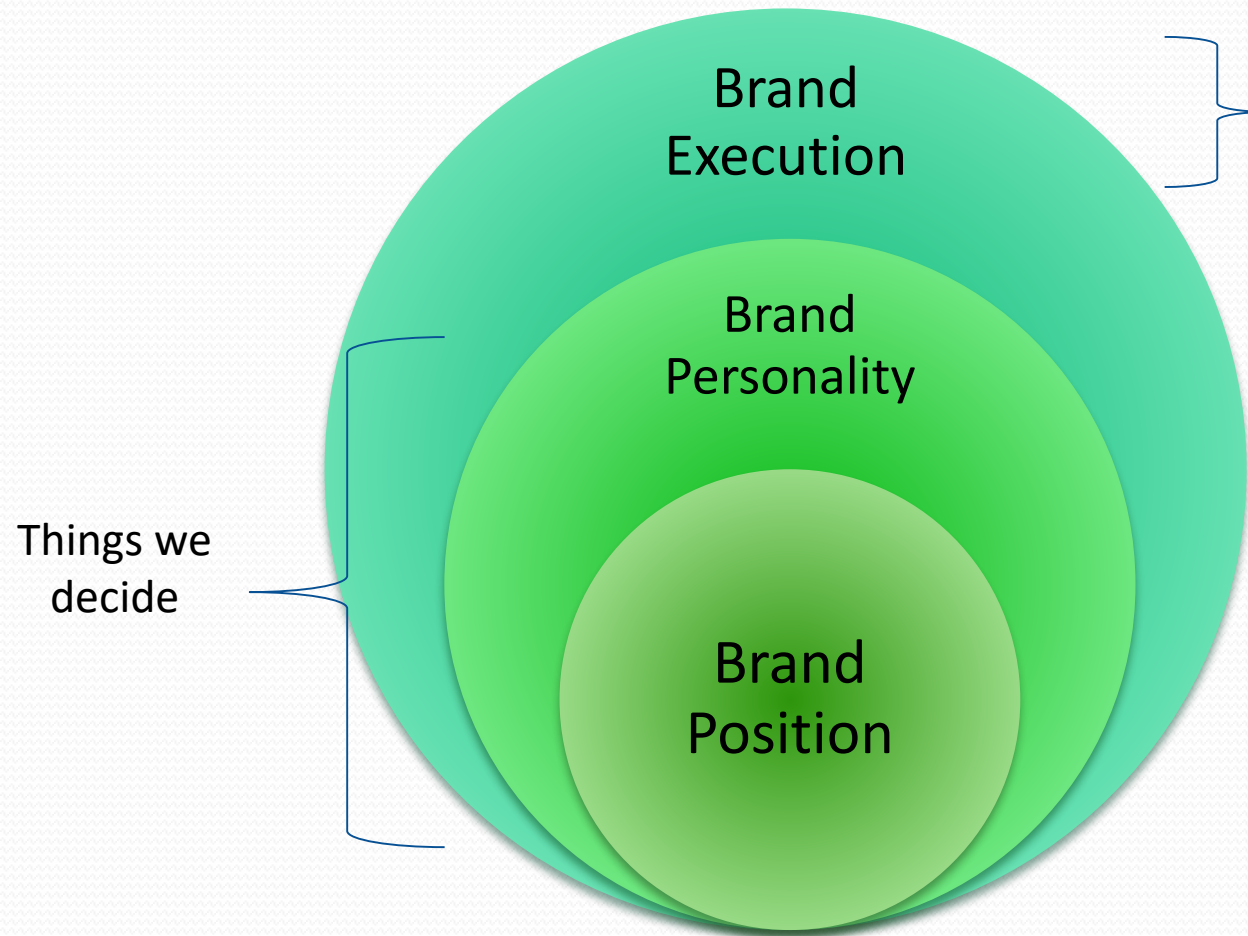 Brand
Execution
Brand
Personality
Things we
decide
Brand
Position